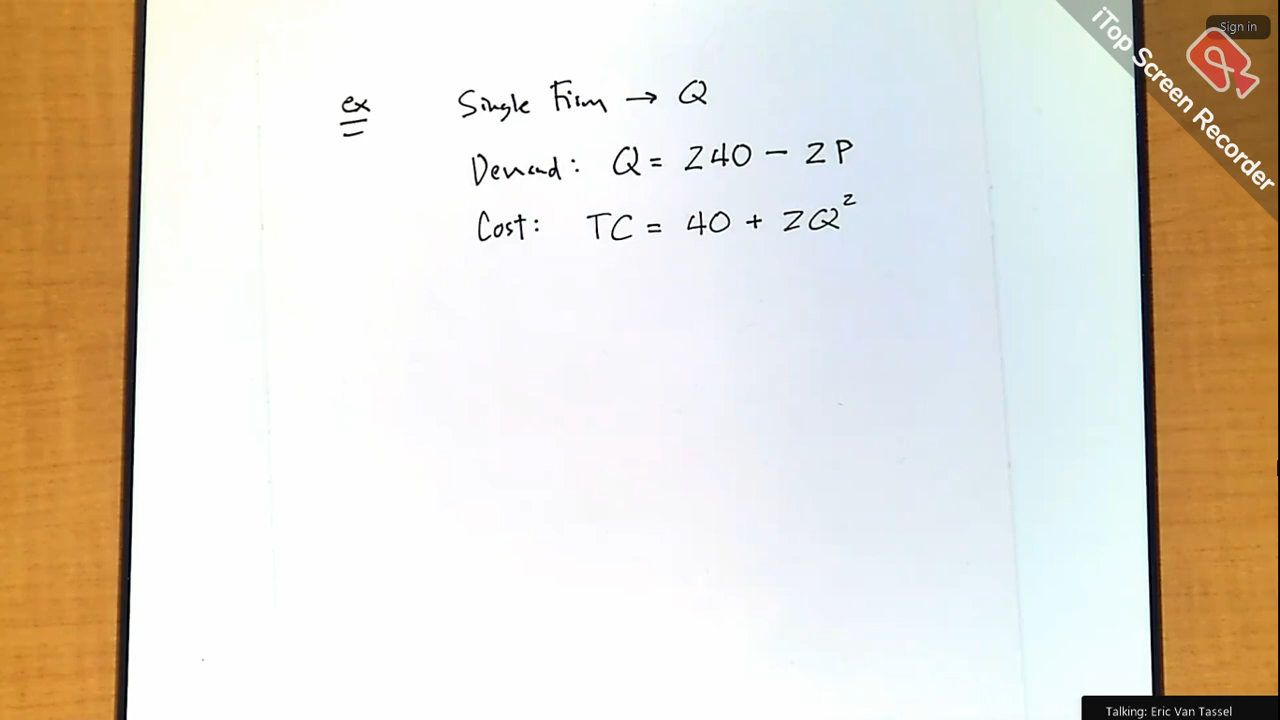 ex Single Firm → Q
Demand: Q = 240 - 2P
Cost: TC = 40 + 2Q²
iTop Screen Recorder
Sign in
Talking: Eric Van Tassel